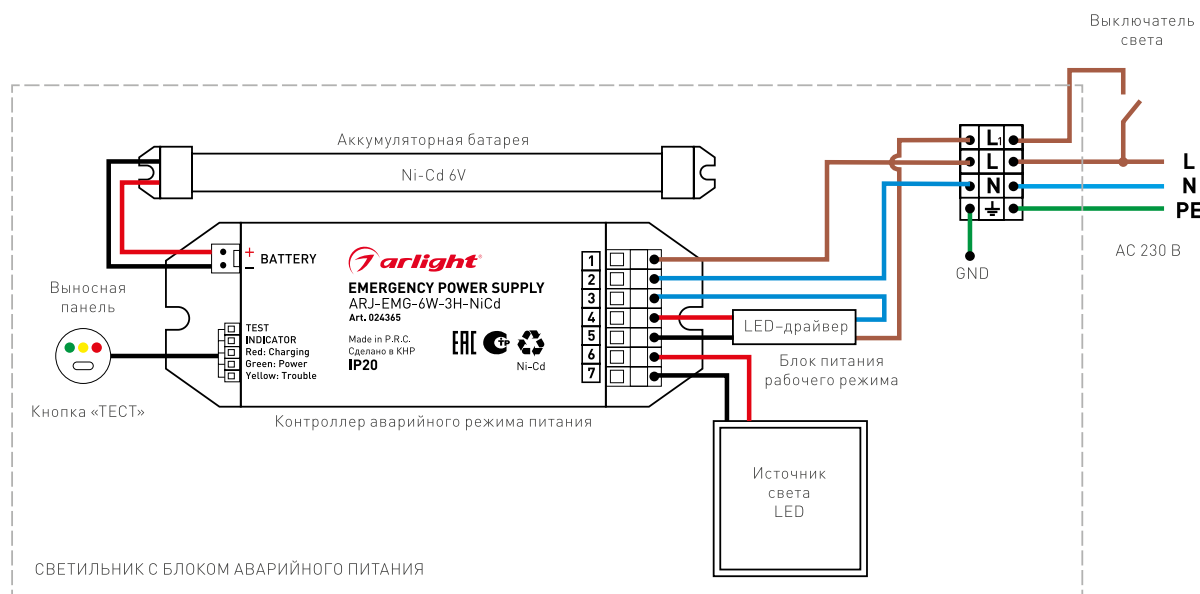 Выключатель
света
Аккумуляторная батарея
Ni-Cd 6V
L1
L
N
L
N
PE
AC 230 В
GND
Выносная
панель
Кнопка «ТЕСТ»
+
–
BATTERY
TEST
INDICATOR
Red: Charging
Green: Power
Yellow: Trouble
arlight®
EMERGENCY POWER SUPPLY
ARJ-EMG-6W-3H-NiCd
Art. 024365
Made in P.R.C.
Сделано в КНР
IP20
EAC
СТР
Ni-Cd
1
2
3
4
5
6
7
LED-драйвер
Блок питания
рабочего режима
Контроллер аварийного режима питания
Источник
света
LED
СВЕТИЛЬНИК С БЛОКОМ АВАРИЙНОГО ПИТАНИЯ